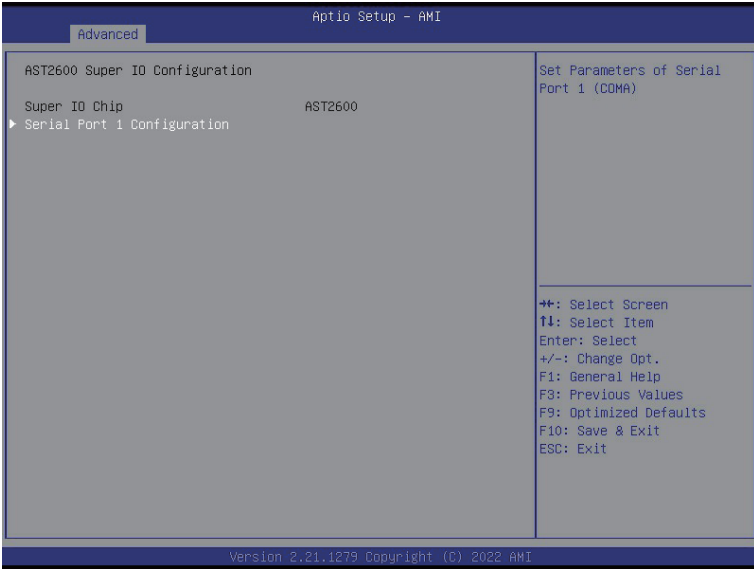 Aptio Setup – AMI
Advanced
AST2600 Super IO Configuration
Super IO Chip AST2600
Serial Port 1 Configuration
Set Parameters of Serial
Port 1 (COMA)
→←: Select Screen
↑↓: Select Item
Enter: Select
+/-: Change Opt.
F1: General Help
F3: Previous Values
F9: Optimized Defaults
F10: Save & Exit
ESC: Exit
Version 2.21.1279 Copyright (C) 2022 AMI